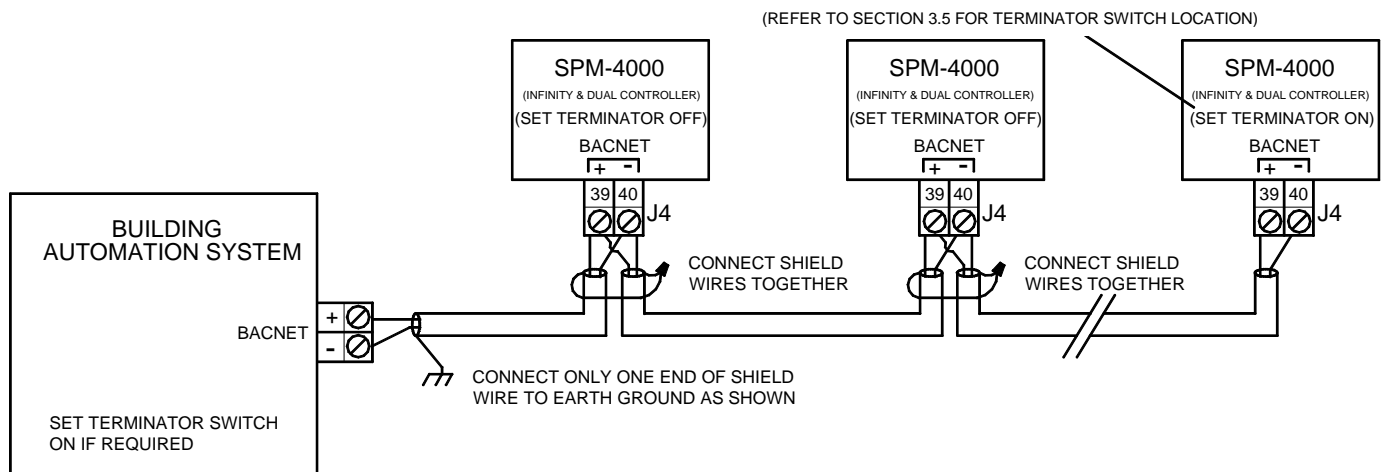 (REFER TO SECTION 3.5 FOR TERMINATOR SWITCH LOCATION)
SPM-4000
(INFINITY & DUAL CONTROLLER)
(SET TERMINATOR OFF)
BACNET
+ -
39 40
J4
SPM-4000
(INFINITY & DUAL CONTROLLER)
(SET TERMINATOR OFF)
BACNET
+ -
39 40
J4
SPM-4000
(INFINITY & DUAL CONTROLLER)
(SET TERMINATOR ON)
BACNET
+ -
39 40
J4
CONNECT SHIELD
WIRES TOGETHER
CONNECT SHIELD
WIRES TOGETHER
BUILDING
AUTOMATION SYSTEM
BACNET
+
-
CONNECT ONLY ONE END OF SHIELD
WIRE TO EARTH GROUND AS SHOWN
SET TERMINATOR SWITCH
ON IF REQUIRED